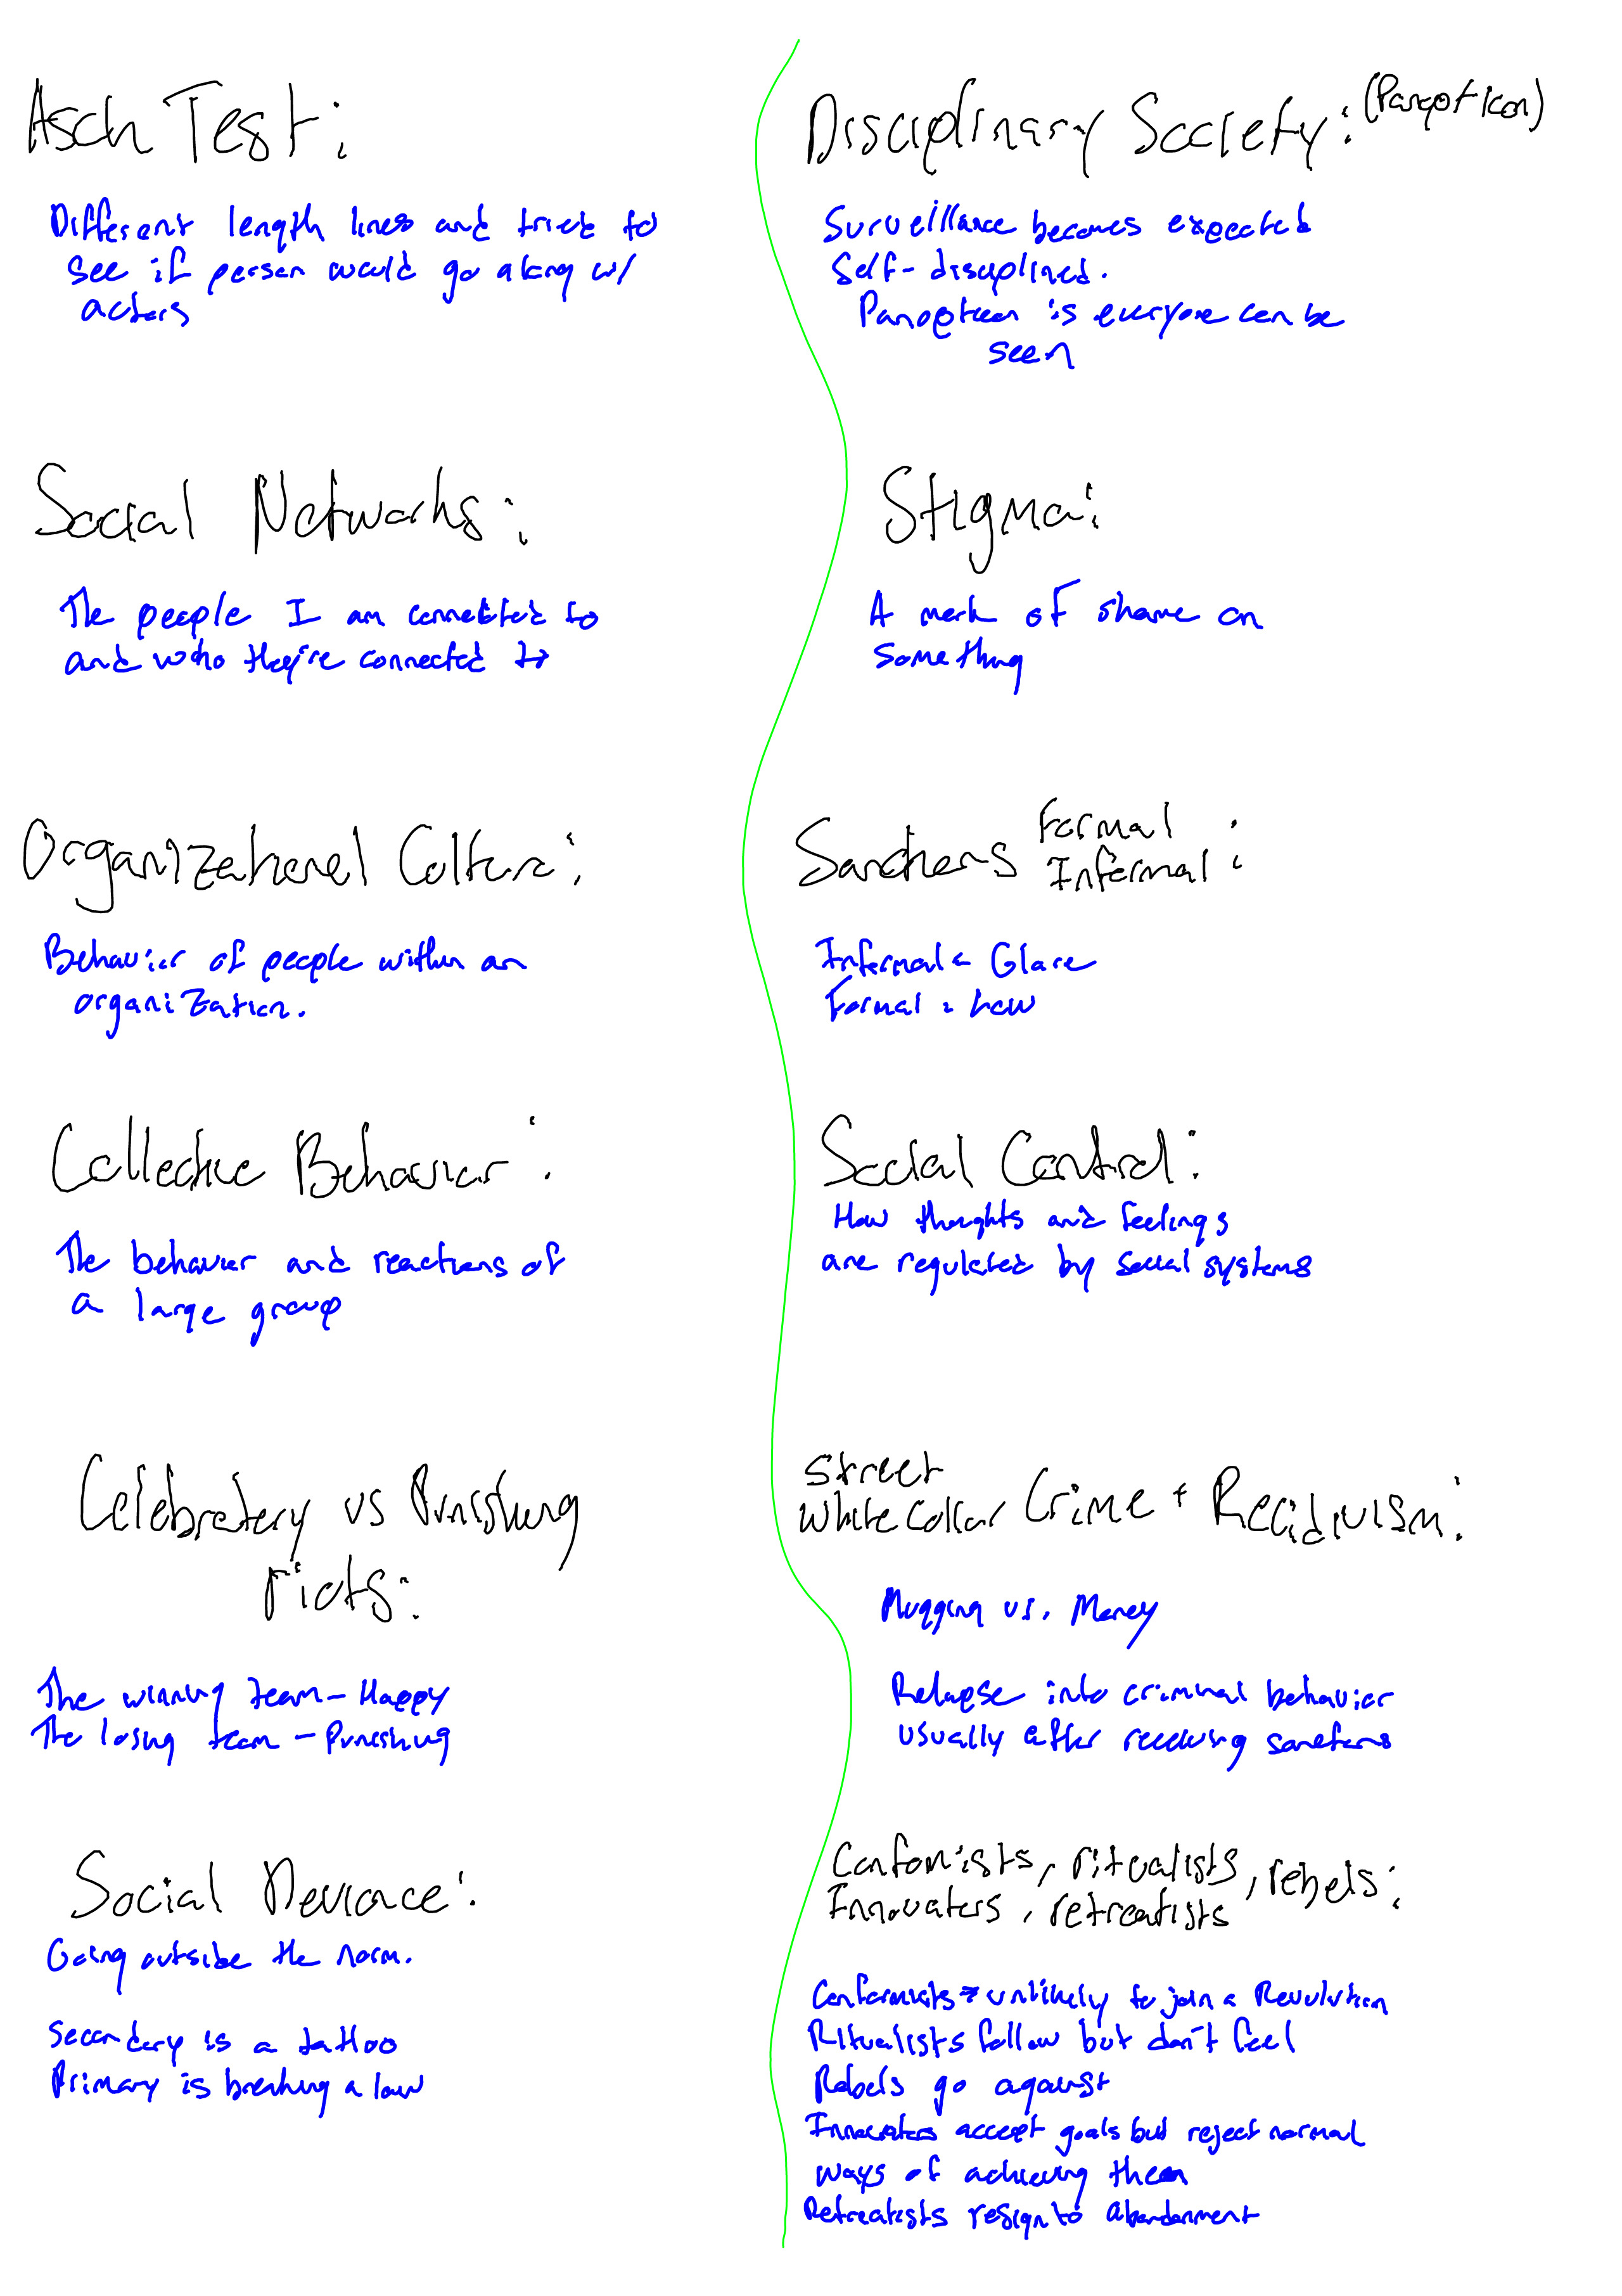 Asch Test:
Different length lines and tried to
see if person would go along w/
actors
Social Networks:
The people I am connected to
and who they're connected to
Organizational Culture:
Behavior of people within an
organization.
Collective Behavior:
The behavior and reactions of
a large group
Celebratory vs Punishing
riots:
The winning team - Happy
The losing team - Punishing
Social Deviance:
Going outside the norm.
Secondary is a tattoo
Primary is breaking a law
Disciplinary Society: (Panopticon)
Surveillance becomes expected
Self-disciplined.
Panopticon is everyone can be
seen
Stigma:
A mark of shame on
something
Sanctions Formal
Informal:
Informal = Glare
Formal = Law
Social Control:
How thoughts and feelings
are regulated by social systems
Street
White Collar Crime + Recidivism:
Mugging vs. Money
Relapse into criminal behavior
usually after receiving sanctions
Conformists, ritualists, rebels:
Innovators, retreatists
Conformists → unlikely to join a Revolution
Ritualists follow but don't feel
Rebels go against
Innovators accept goals but reject normal
ways of achieving them
Retreatists resign to abandonment